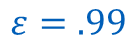 ε = .99